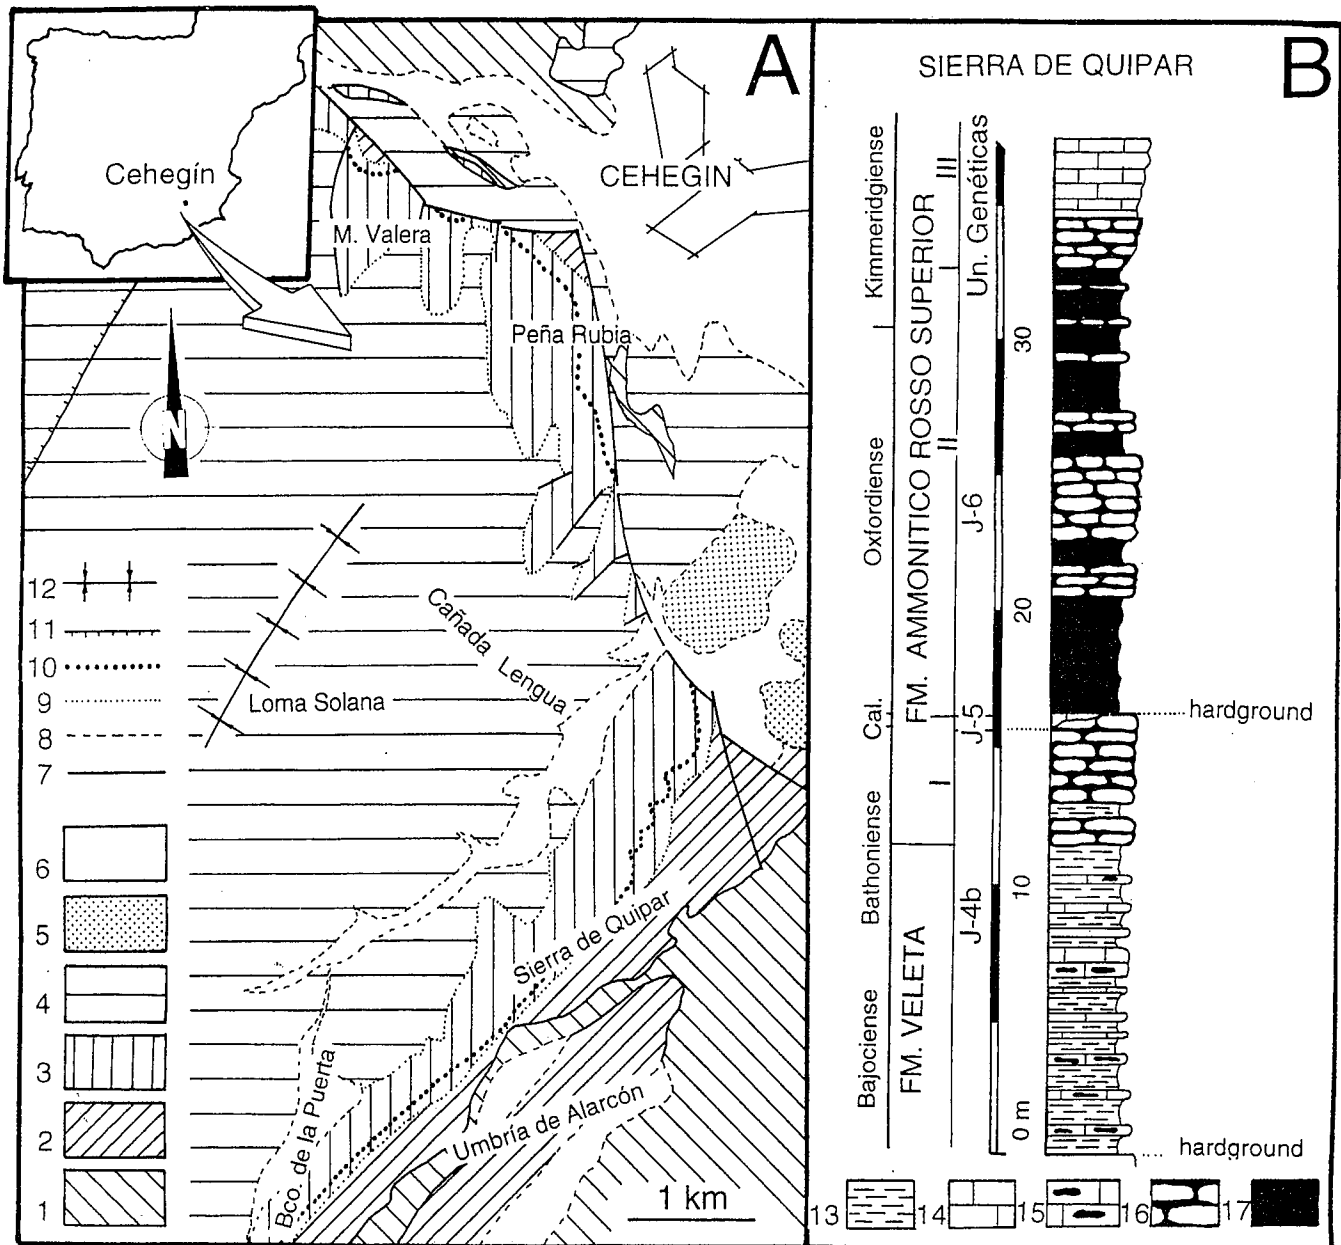 A
Cehegín
CEHEGIN
M. Valera
Peña Rubia
N
Cañada Lengua
Loma Solana
Sierra de Quipar
Umbría de Alarcón
Bco. de la Puerta
1 km
12
11
10
9
8
7
6
5
4
3
2
1
B
SIERRA DE QUIPAR
Kimmeridgiense
Oxfordiense
Cal.
Bathoniense
Bajociense
FM. AMMONITICO ROSSO SUPERIOR
FM. VELETA
III
II
I
Un. Genéticas
J-6
J-5
J-4b
30
20
10
0 m
hardground
hardground
13
14
15
16
17